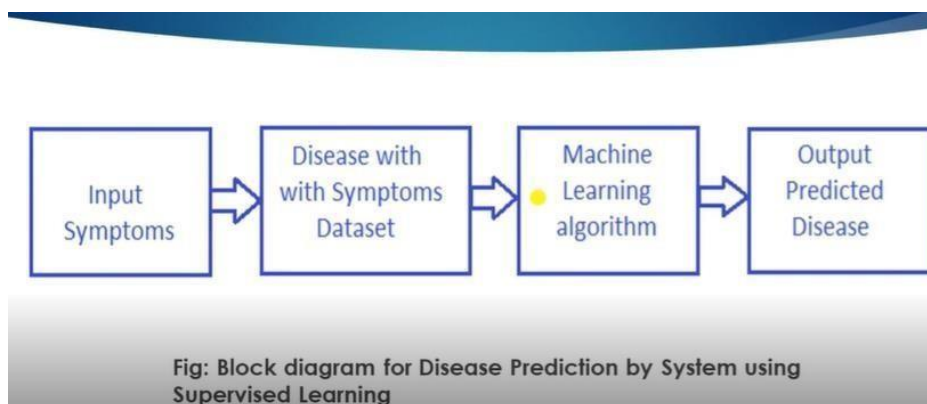 Input
Symptoms
Disease with
with Symptoms
Dataset
Machine
Learning
algorithm
Output
Predicted
Disease
Fig: Block diagram for Disease Prediction by System using
Supervised Learning